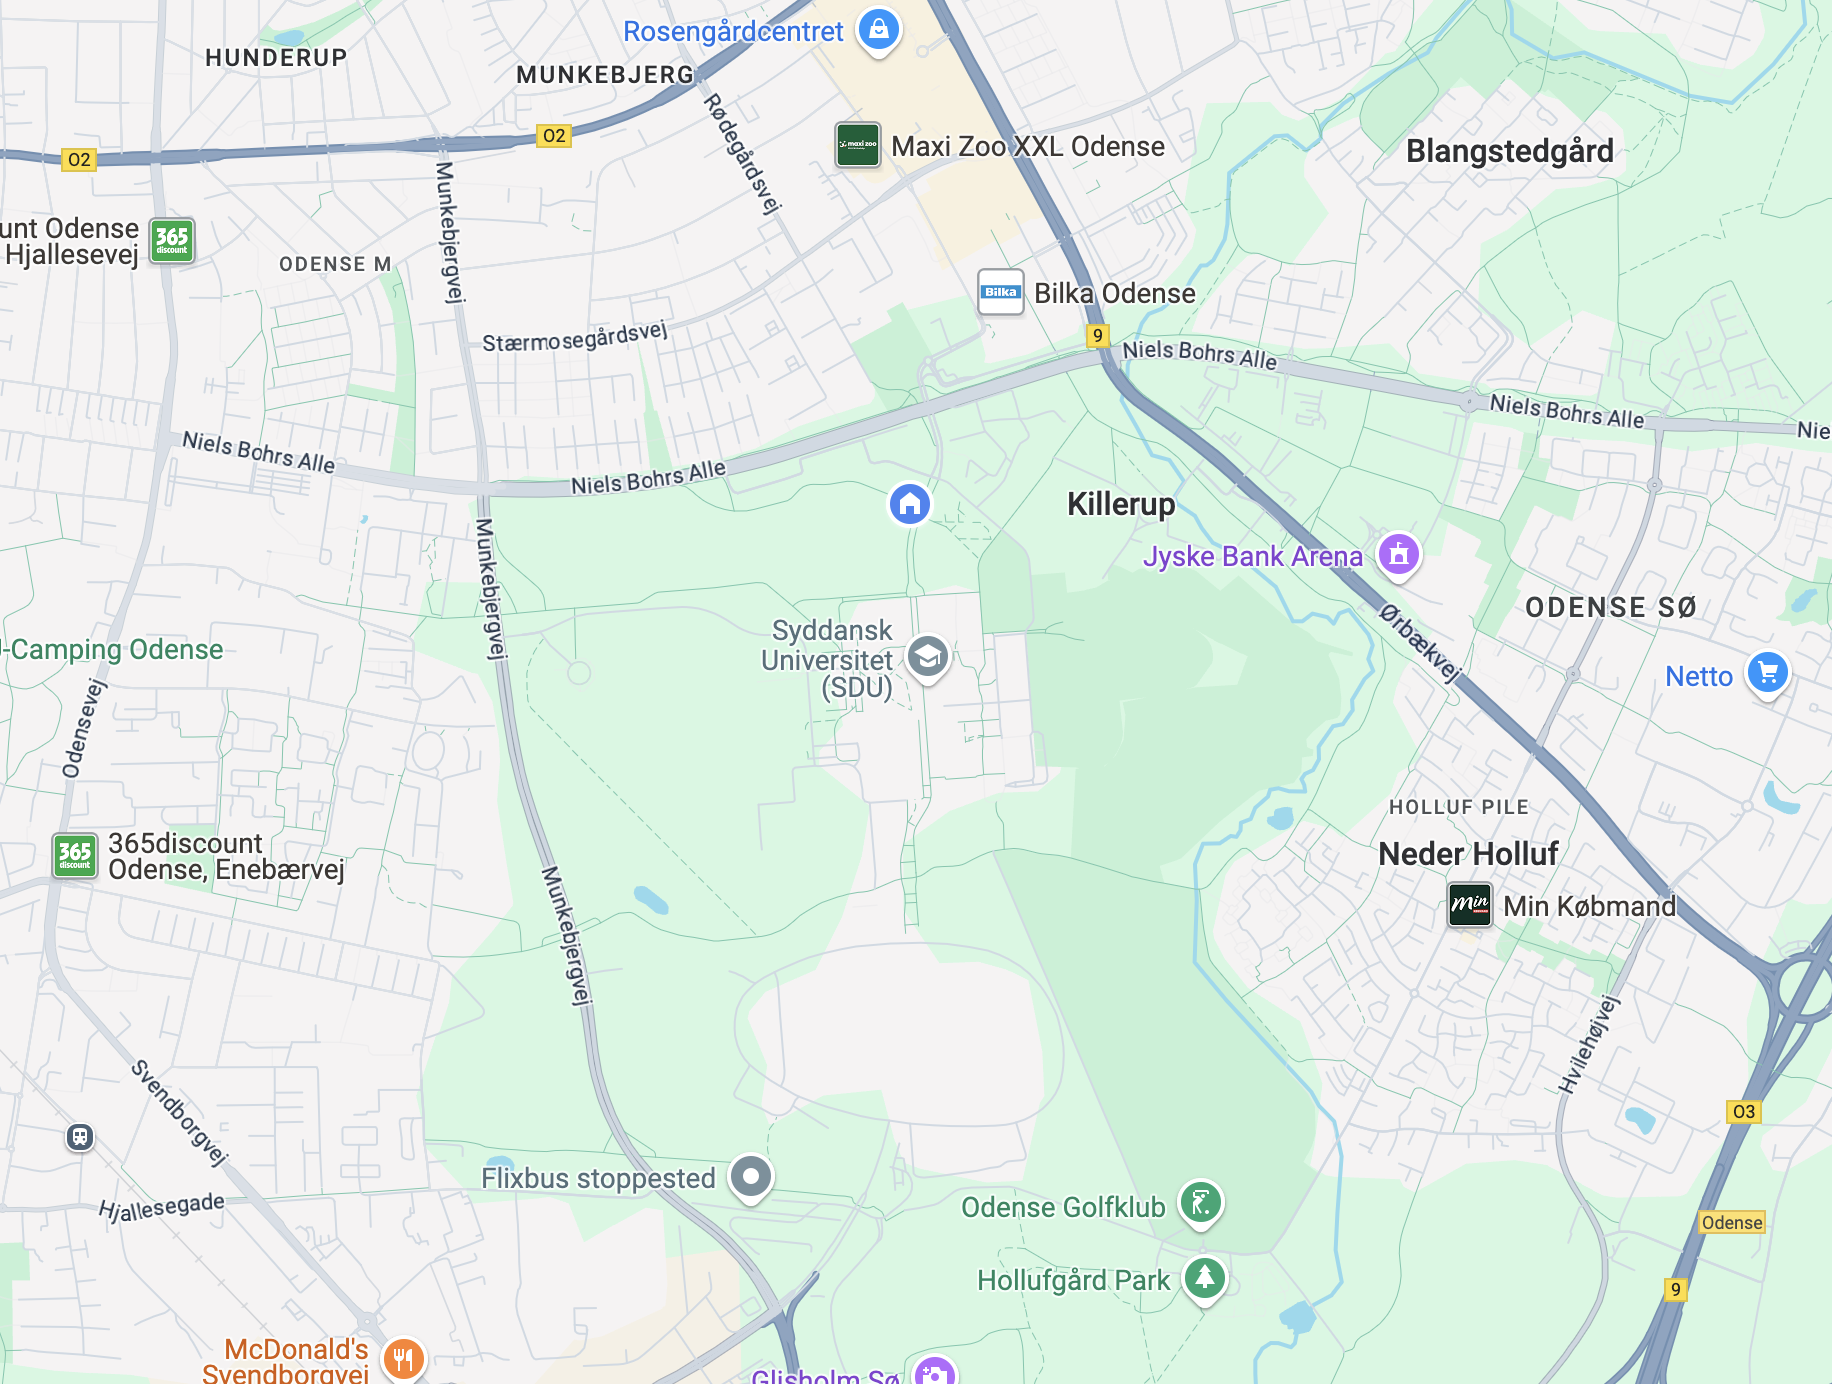 Rosengårdcentret
HUNDERUP
MUNKEBJERG
O2
O2
Rødegårdsvej
maxi zoo
Maxi Zoo XXL Odense
Blangstedgård
Munkebjergvej
unt Odense
Hjallesevej
365
discount
ODENSE M
Bilka
Bilka Odense
Stærmosegårdsvej
9
Niels Bohrs Alle
Niels Bohrs Alle
Nie
Niels Bohrs Alle
Niels Bohrs Alle
Killerup
Jyske Bank Arena
Munkebjergvej
ODENSE SØ
Ørbækvej
-Camping Odense
Syddansk
Universitet
(SDU)
Netto
Odensevej
HOLLUF PILE
365
discount
365discount
Odense, Enebærvej
Neder Holluf
Min
Min Købmand
Munkebjergvej
Hvilehøjvej
Svendborgvej
O3
Flixbus stoppested
Hjallesegade
Odense Golfklub
Odense
Hollufgård Park
9
McDonald's
Svendborgvej
Glisholm Sø